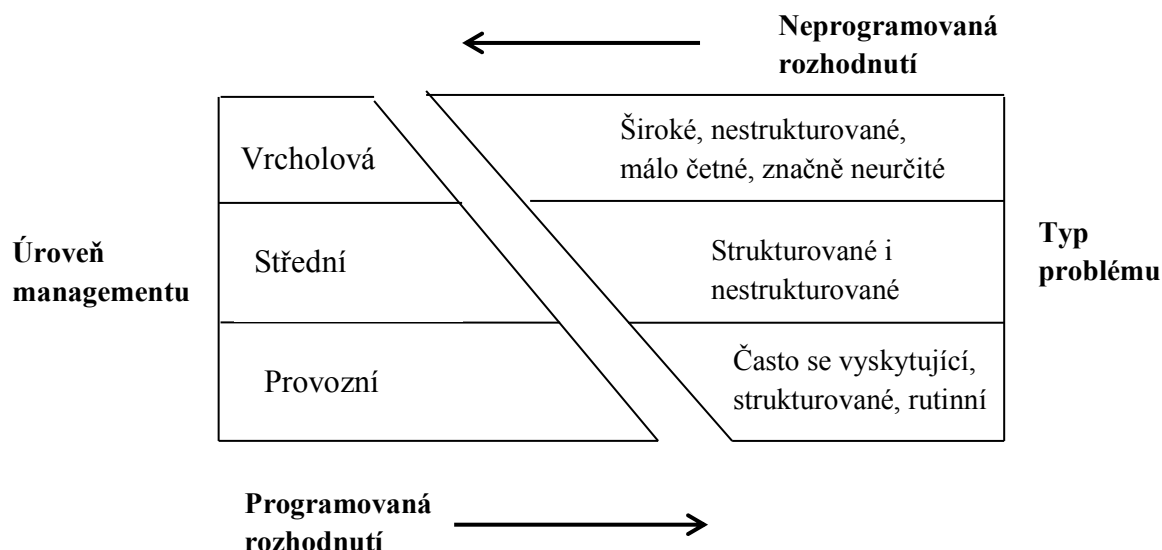 Neprogramovaná
rozhodnutí
Vrcholová
Široké, nestrukturované,
málo četné, značně neurčité
Úroveň
managementu
Střední
Strukturované i
nestrukturované
Typ
problému
Provozní
Často se vyskytující,
strukturované, rutinní
Programovaná
rozhodnutí